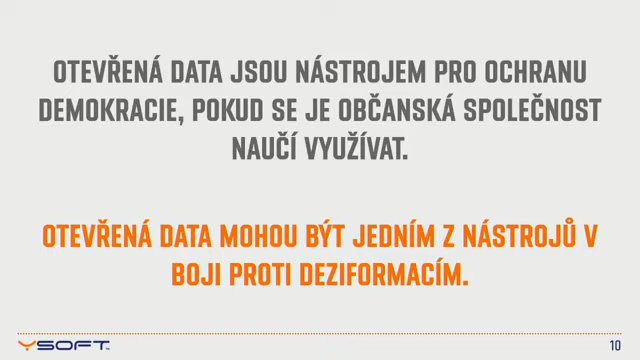 OTEVŘENÁ DATA JSOU NÁSTROJEM PRO OCHRANU
DEMOKRACIE, POKUD SE JE OBČANSKÁ SPOLEČNOST
NAUČÍ VYUŽÍVAT.
OTEVŘENÁ DATA MOHOU BÝT JEDNÍM Z NÁSTROJŮ V
BOJI PROTI DEZIFORMACÍM.
YSOFT
10